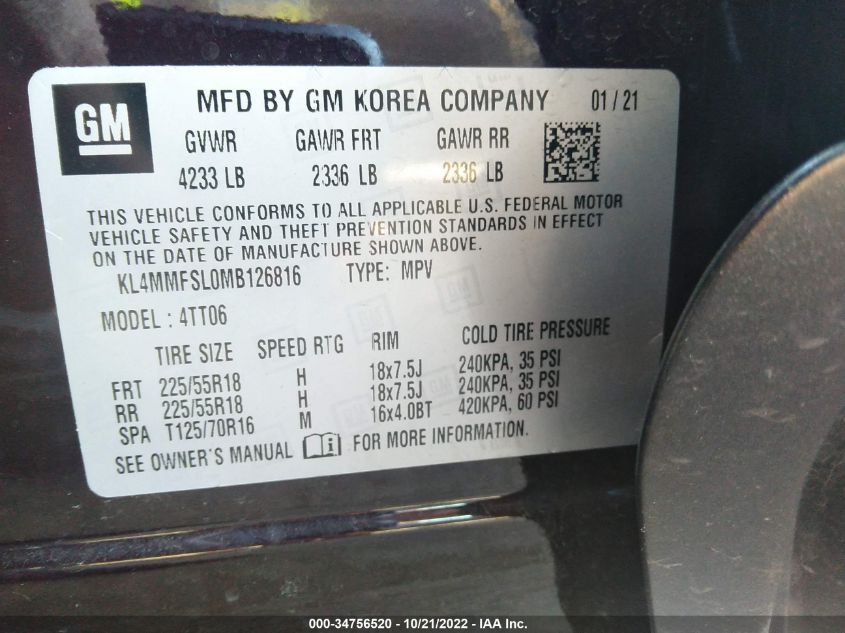 GM
MFD BY GM KOREA COMPANY 01/21
GVWR GAWR FRT GAWR RR
4233 LB 2336 LB 2336 LB
THIS VEHICLE CONFORMS TO ALL APPLICABLE U.S. FEDERAL MOTOR
VEHICLE SAFETY AND THEFT PREVENTION STANDARDS IN EFFECT
ON THE DATE OF MANUFACTURE SHOWN ABOVE.
KL4MMFSL0MB126816 TYPE: MPV
MODEL: 4TT06
TIRE SIZE SPEED RTG RIM COLD TIRE PRESSURE
FRT 225/55R18 H 18x7.5J 240KPA, 35 PSI
RR 225/55R18 H 18x7.5J 240KPA, 35 PSI
SPA T125/70R16 M 16x4.0BT 420KPA, 60 PSI
SEE OWNER'S MANUAL FOR MORE INFORMATION.
000-34756520 - 10/21/2022 - IAA Inc.